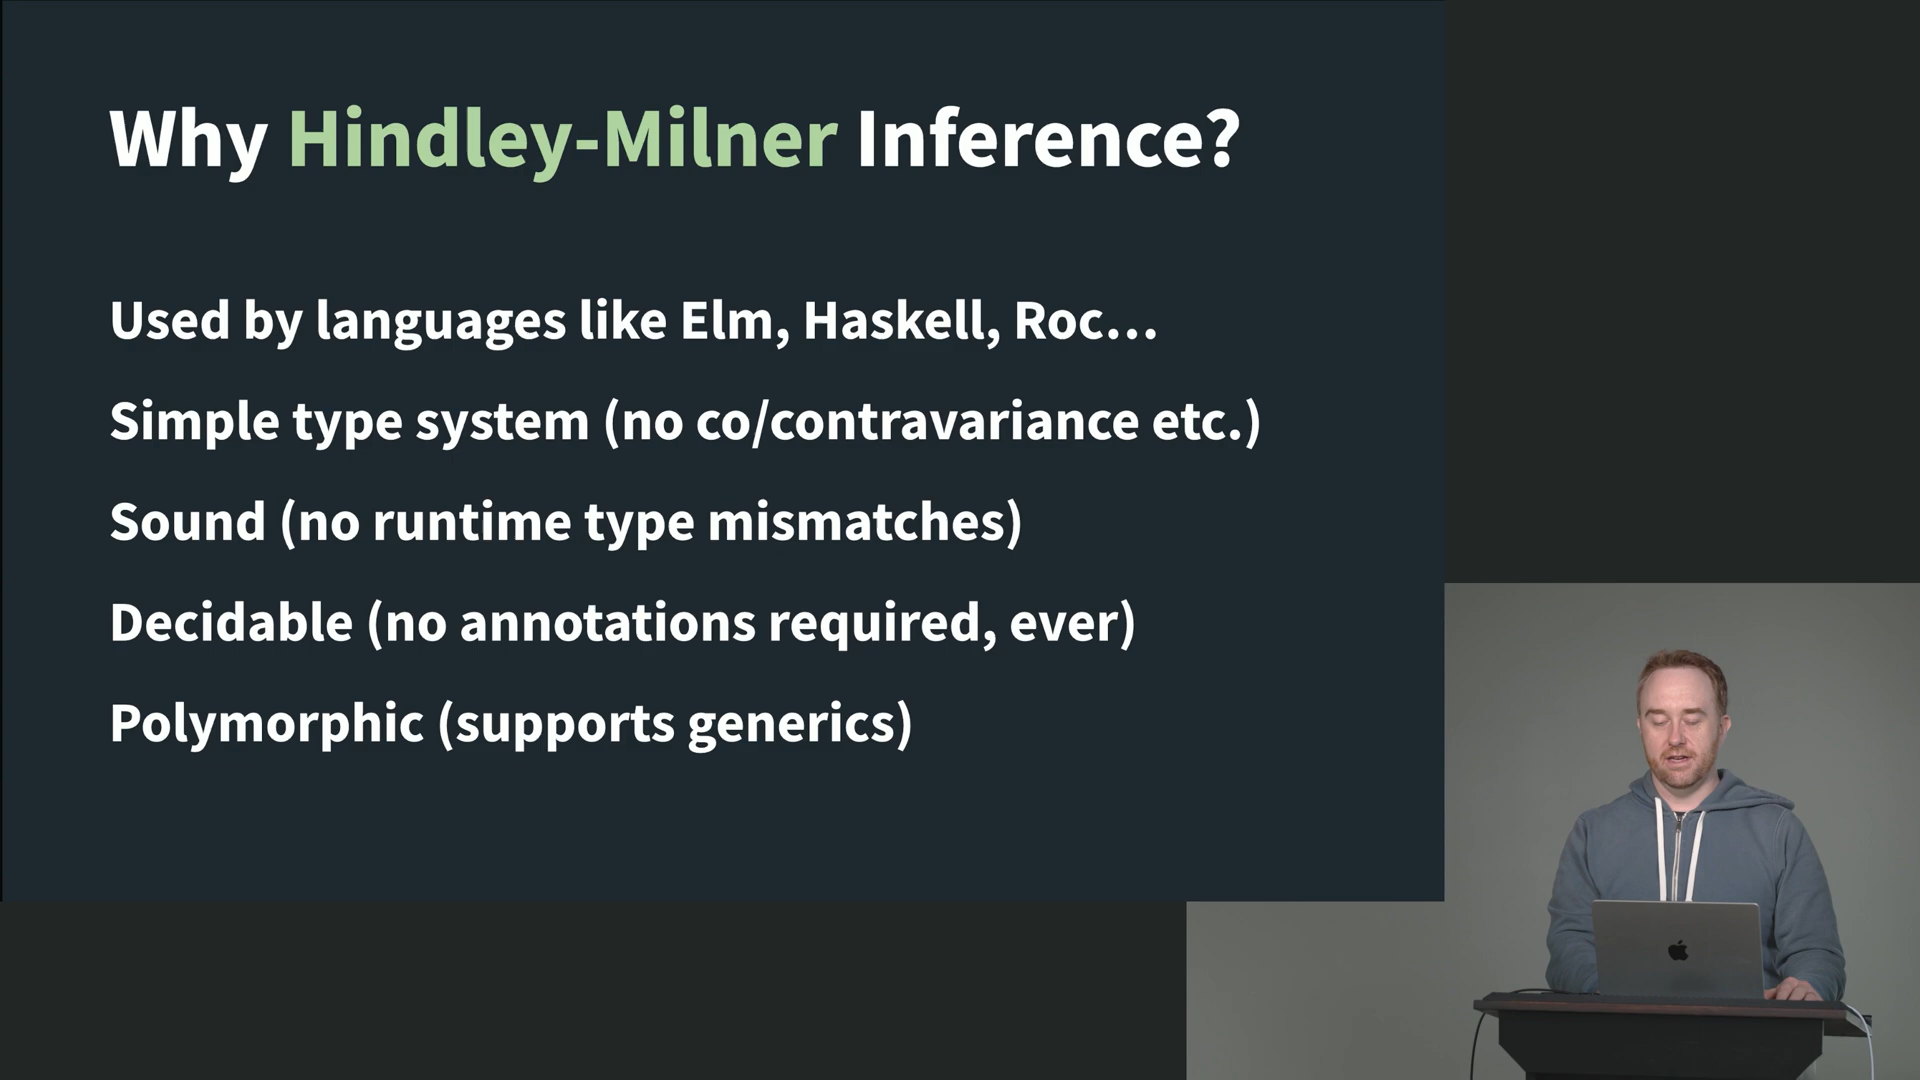 Why Hindley-Milner Inference?
Used by languages like Elm, Haskell, Roc...
Simple type system (no co/contravariance etc.)
Sound (no runtime type mismatches)
Decidable (no annotations required, ever)
Polymorphic (supports generics)